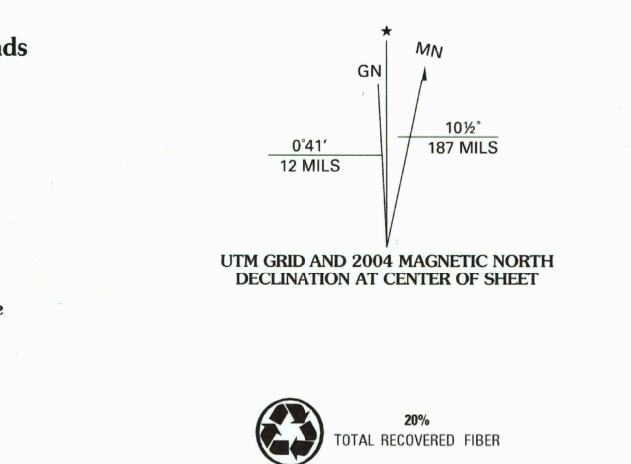 MN
GN
10½°
187 MILS
0°41′
12 MILS
UTM GRID AND 2004 MAGNETIC NORTH
DECLINATION AT CENTER OF SHEET
20%
TOTAL RECOVERED FIBER